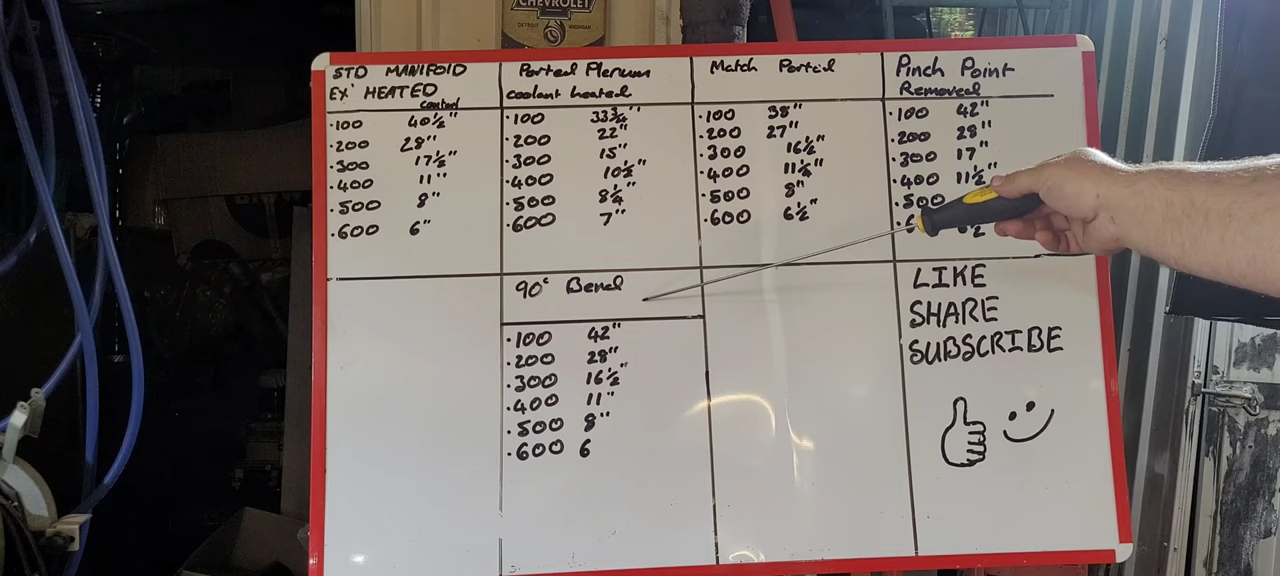 CHEVROLET
DETROIT MICHIGAN
STD MANIFOLD
EX' HEATED
control
.100 40½"
.200 28"
.300 17½"
.400 11"
.500 8"
.600 6"
Ported Plenum
coolant heated
.100 33¾"
.200 22"
.300 15"
.400 10½"
.500 8¼"
.600 7"
Match Ported
.100 38"
.200 27"
.300 16½"
.400 11¼"
.500 8"
.600 6½"
Pinch Point
Removed
.100 42"
.200 28"
.300 17"
.400 11½"
.500
90° Bend
.100 42"
.200 28"
.300 16½"
.400 11"
.500 8"
.600 6
LIKE
SHARE
SUBSCRIBE